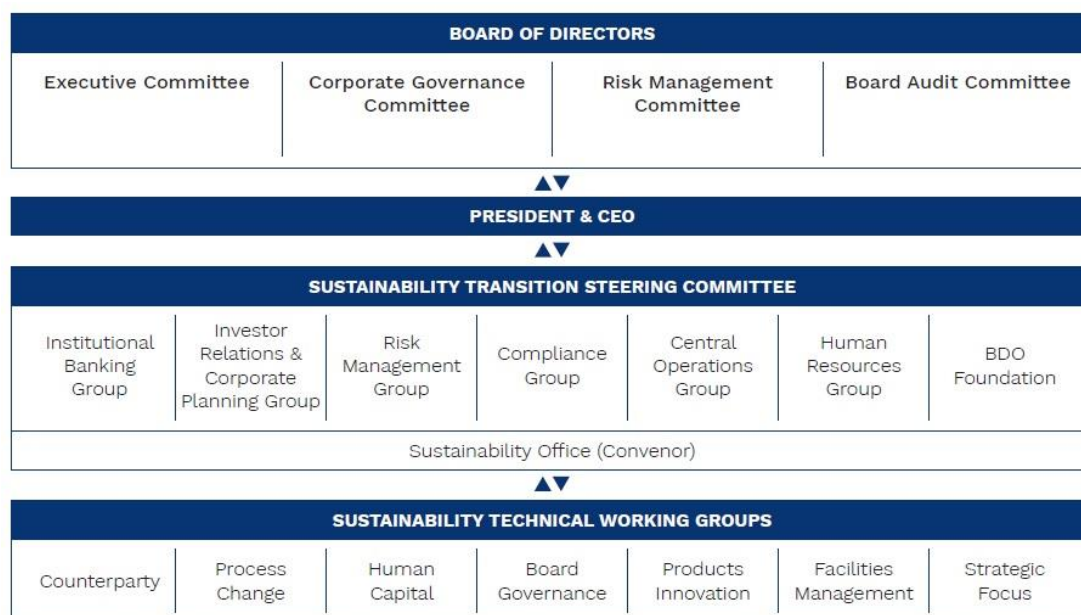 BOARD OF DIRECTORS
Executive Committee
Corporate Governance
Committee
Risk Management
Committee
Board Audit Committee
PRESIDENT & CEO
SUSTAINABILITY TRANSITION STEERING COMMITTEE
Institutional
Banking
Group
Investor
Relations &
Corporate
Planning Group
Risk
Management
Group
Compliance
Group
Central
Operations
Group
Human
Resources
Group
BDO
Foundation
Sustainability Office (Convenor)
SUSTAINABILITY TECHNICAL WORKING GROUPS
Counterparty
Process
Change
Human
Capital
Board
Governance
Products
Innovation
Facilities
Management
Strategic
Focus